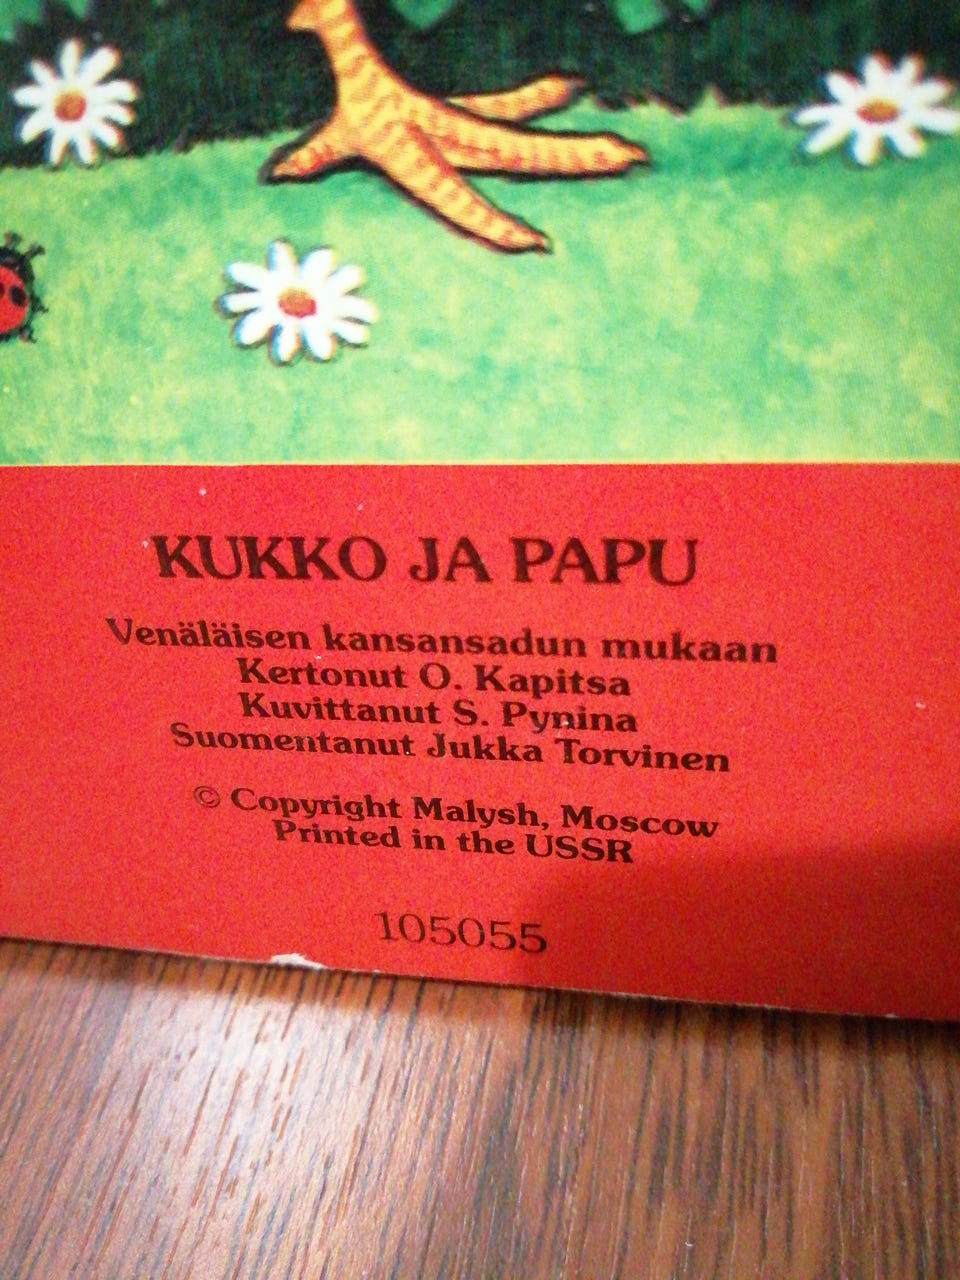 KUKKO JA PAPU
Venäläisen kansansadun mukaan
Kertonut O. Kapitsa
Kuvittanut S. Pynina
Suomentanut Jukka Torvinen
© Copyright Malysh, Moscow
Printed in the USSR
105055